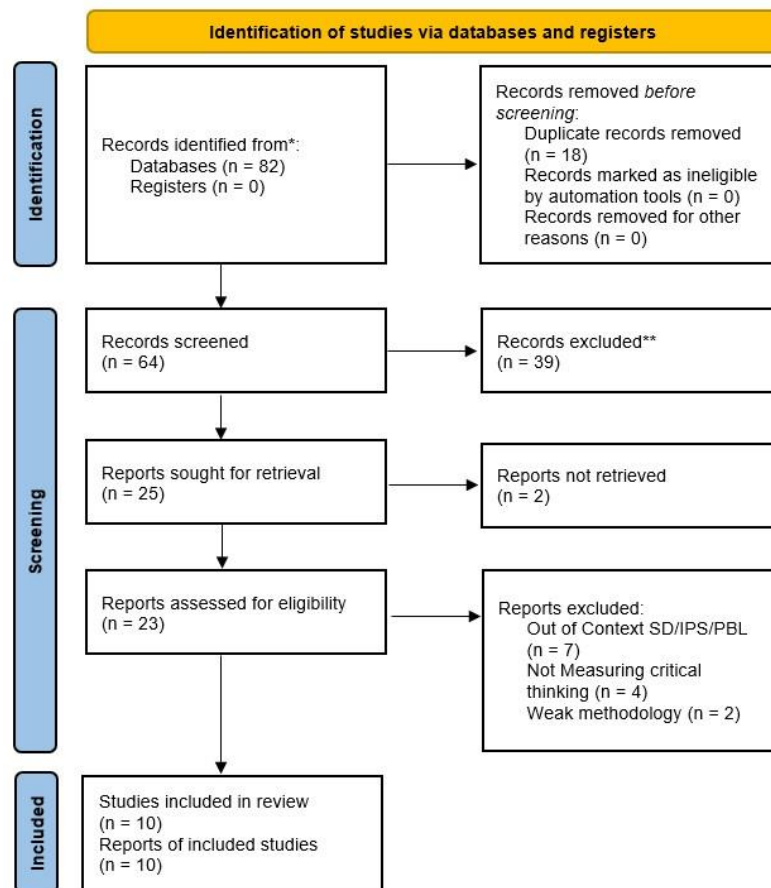 Identification of studies via databases and registers
Identification
Records identified from*:
Databases (n = 82)
Registers (n = 0)
Records removed before
screening:
Duplicate records removed
(n = 18)
Records marked as ineligible
by automation tools (n = 0)
Records removed for other
reasons (n = 0)
Screening
Records screened
(n = 64)
Records excluded**
(n = 39)
Reports sought for retrieval
(n = 25)
Reports not retrieved
(n = 2)
Reports assessed for eligibility
(n = 23)
Reports excluded:
Out of Context SD/IPS/PBL
(n = 7)
Not Measuring critical
thinking (n = 4)
Weak methodology (n = 2)
Included
Studies included in review
(n = 10)
Reports of included studies
(n = 10)